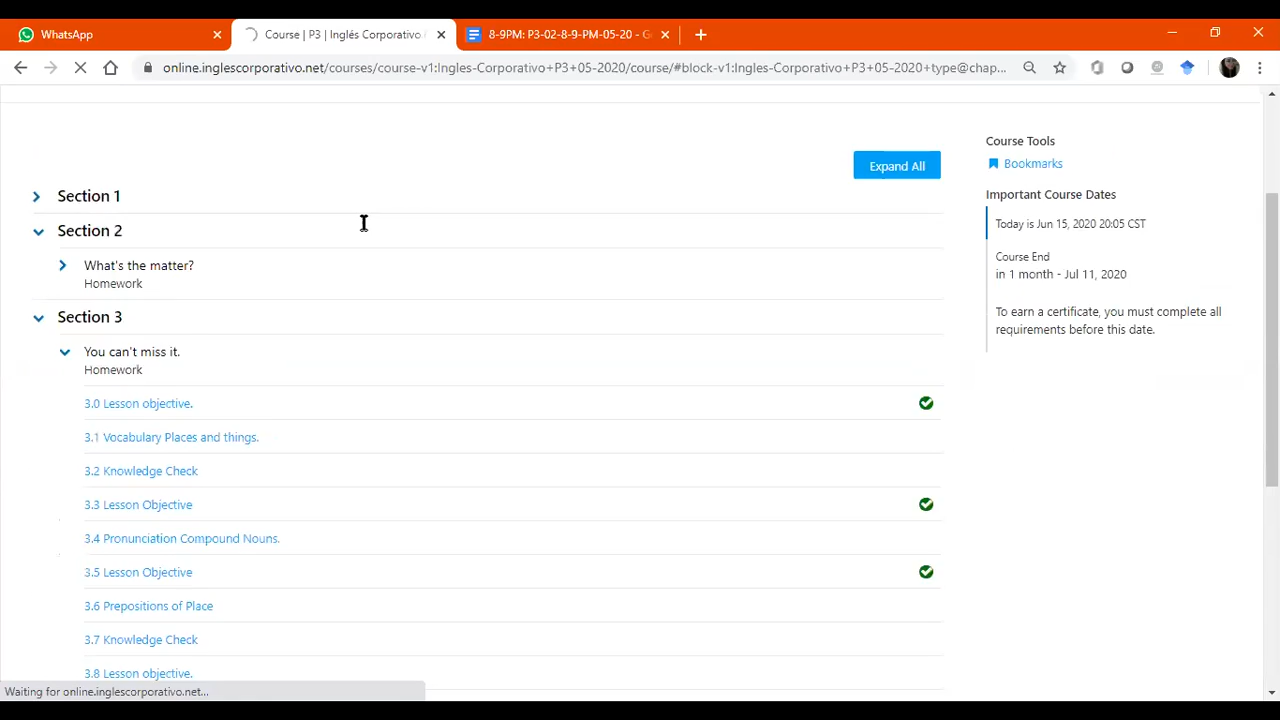 WhatsApp
Course | P3 | Inglés Corporativo
8-9PM: P3-02-8-9-PM-05-20 - G
online.inglescorporativo.net/courses/course-v1:Ingles-Corporativo+P3+05-2020/course/#block-v1:Ingles-Corporativo+P3+05-2020+type@chap...
Expand All
Section 1
Section 2
What's the matter?
Homework
Section 3
You can't miss it.
Homework
3.0 Lesson objective.
3.1 Vocabulary Places and things.
3.2 Knowledge Check
3.3 Lesson Objective
3.4 Pronunciation Compound Nouns.
3.5 Lesson Objective
3.6 Prepositions of Place
3.7 Knowledge Check
3.8 Lesson objective.
Course Tools
Bookmarks
Important Course Dates
Today is Jun 15, 2020 20:05 CST
Course End
in 1 month - Jul 11, 2020
To earn a certificate, you must complete all
requirements before this date.
Waiting for online.inglescorporativo.net...